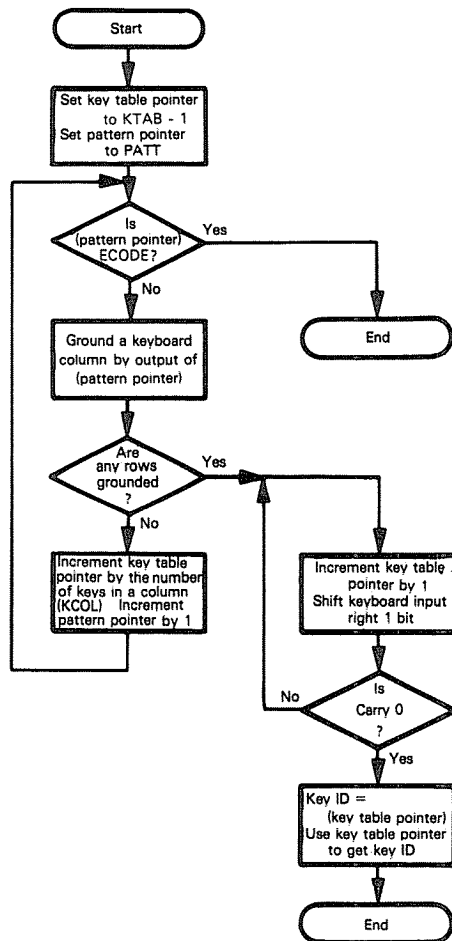 Start
Set key table pointer
to KTAB - 1
Set pattern pointer
to PATT
Is
(pattern pointer)
ECODE?
Yes
No
End
Ground a keyboard
column by output of
(pattern pointer)
Are
any rows
grounded
?
Yes
No
Increment key table
pointer by the number
of keys in a column
(KCOL) Increment
pattern pointer by 1
Increment key table
pointer by 1
Shift keyboard input
right 1 bit
Is
Carry 0
?
No
Yes
Key ID =
(key table pointer)
Use key table pointer
to get key ID
End